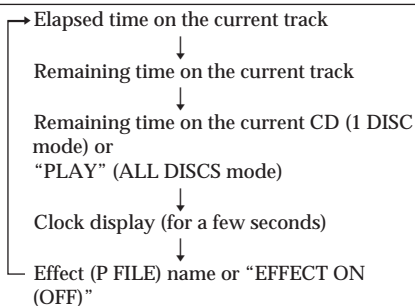 Elapsed time on the current track
Remaining time on the current track
Remaining time on the current CD (1 DISC
mode) or
“PLAY” (ALL DISCS mode)
Clock display (for a few seconds)
Effect (P FILE) name or “EFFECT ON
(OFF)”